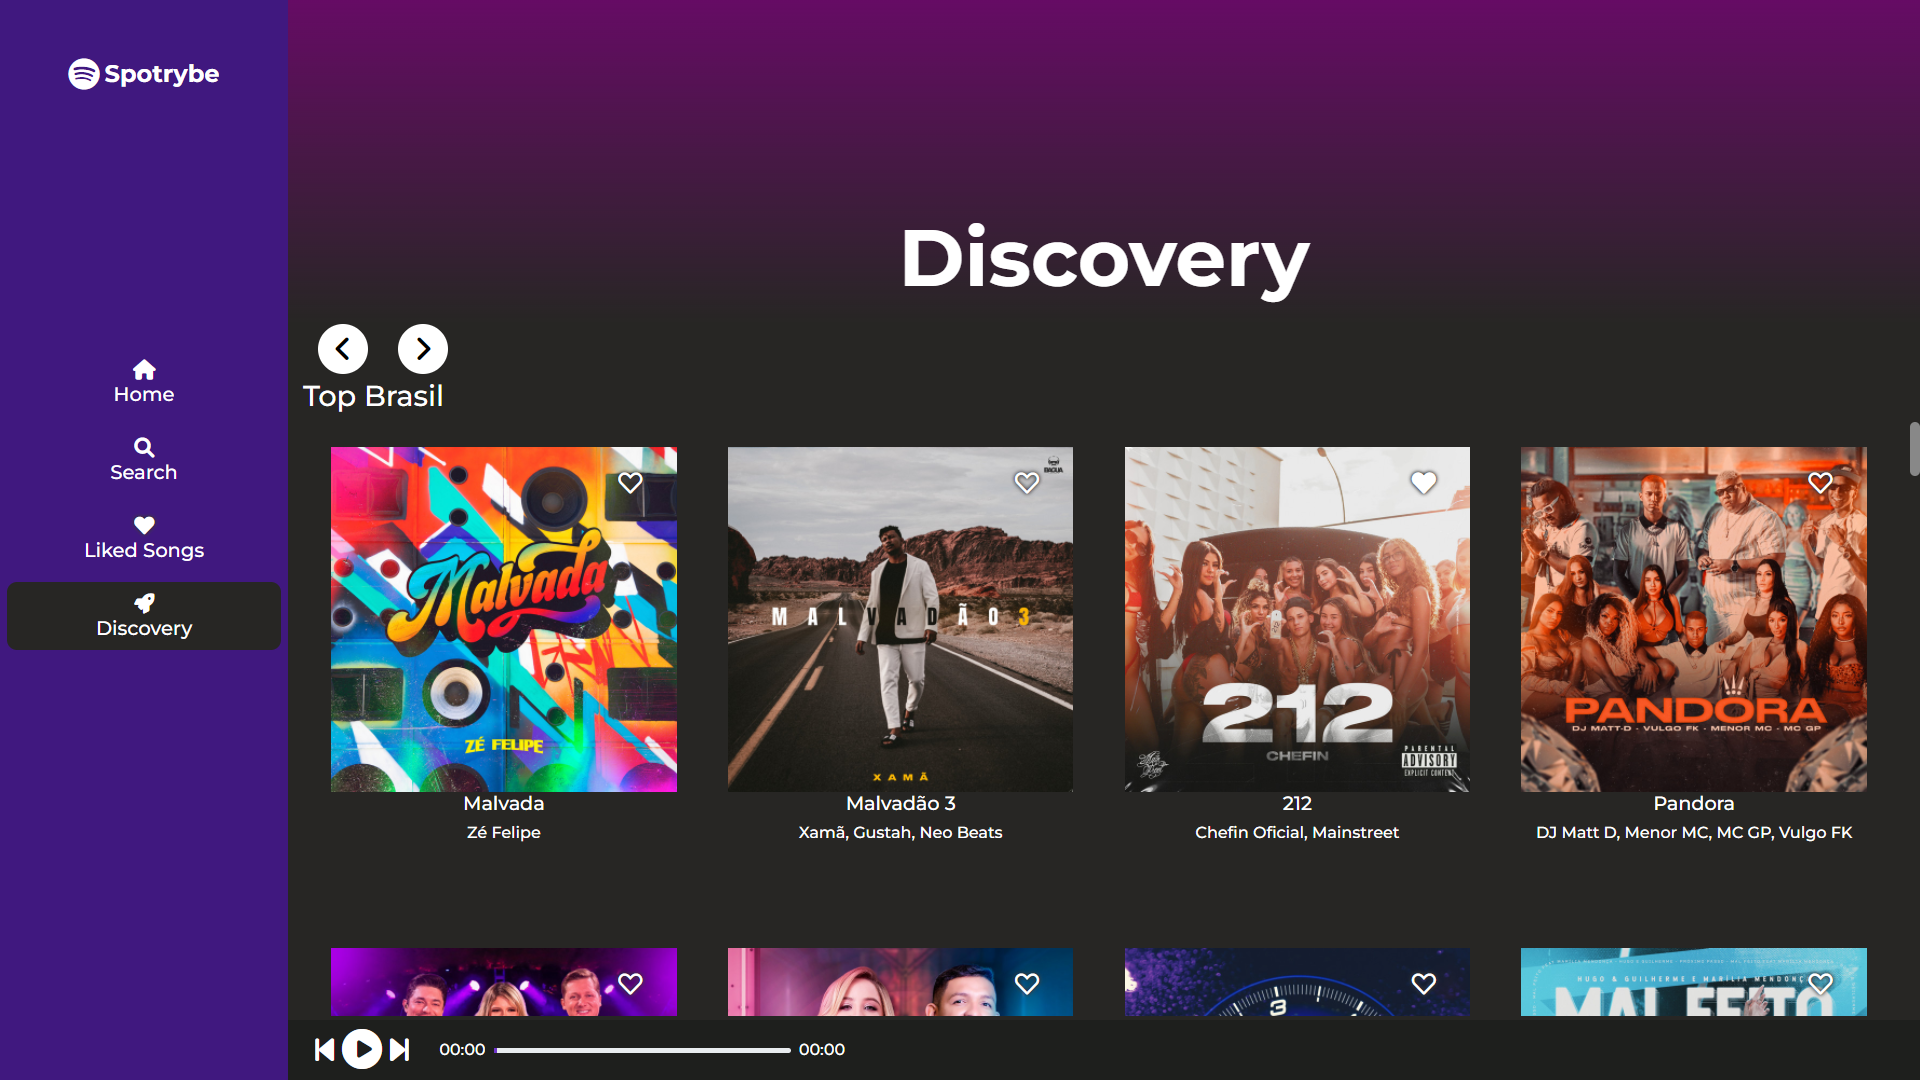 Spotrybe
Home
Search
Liked Songs
Discovery
Discovery
Top Brasil
Malvada
ZÉ FELIPE
Malvada
Zé Felipe
BAGUA
MALVADÃO 3
XAMÃ
Malvadão 3
Xamã, Gustah, Neo Beats
212
CHEFIN
PARENTAL
ADVISORY
EXPLICIT CONTENT
212
Chefin Oficial, Mainstreet
PANDORA
DJ MATT-D · VULGO FK · MENOR MC · MC GP
Pandora
DJ Matt D, Menor MC, MC GP, Vulgo FK
3
HUGO & GUILHERME E MARÍLIA MENDONÇ
MAL FEITO
00:00
00:00